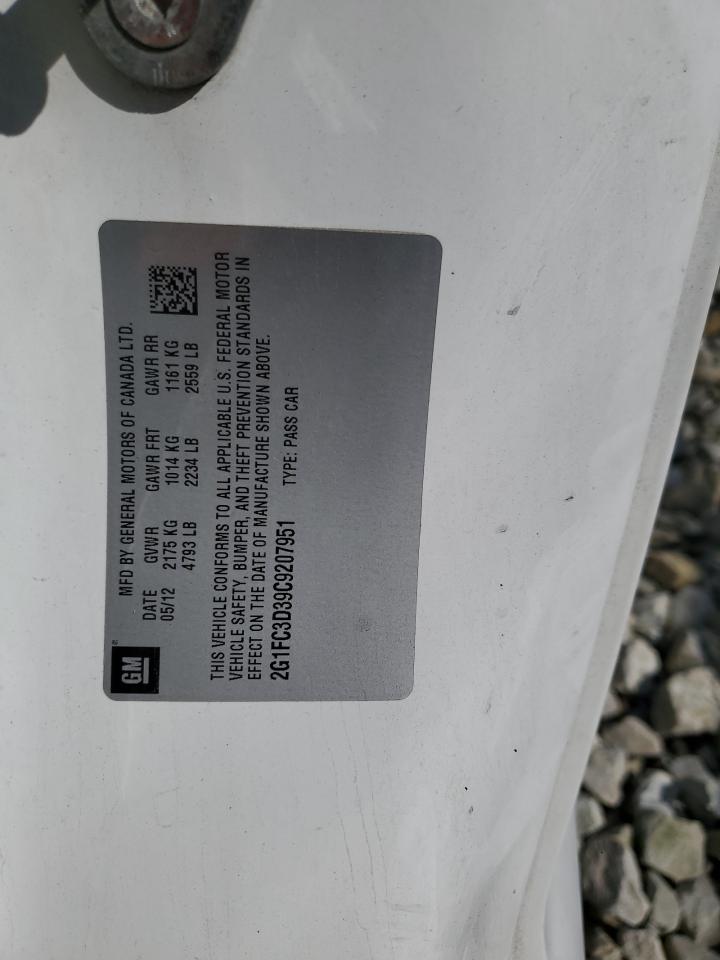 GM®
MFD BY GENERAL MOTORS OF CANADA LTD.
DATE GVWR GAWR FRT GAWR RR
05/12 2175 KG 1014 KG 1161 KG
4793 LB 2234 LB 2559 LB
THIS VEHICLE CONFORMS TO ALL APPLICABLE U.S. FEDERAL MOTOR
VEHICLE SAFETY, BUMPER, AND THEFT PREVENTION STANDARDS IN
EFFECT ON THE DATE OF MANUFACTURE SHOWN ABOVE.
2G1FC3D39C9207951 TYPE: PASS CAR